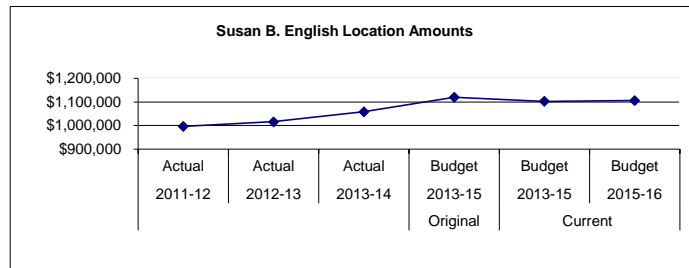 Susan B. English Location Amounts
$1,200,000
$1,100,000
$1,000,000
$900,000
Actual Actual Actual Budget Budget Budget
2011-12 2012-13 2013-14 2013-15 2013-15 2015-16
Original Current